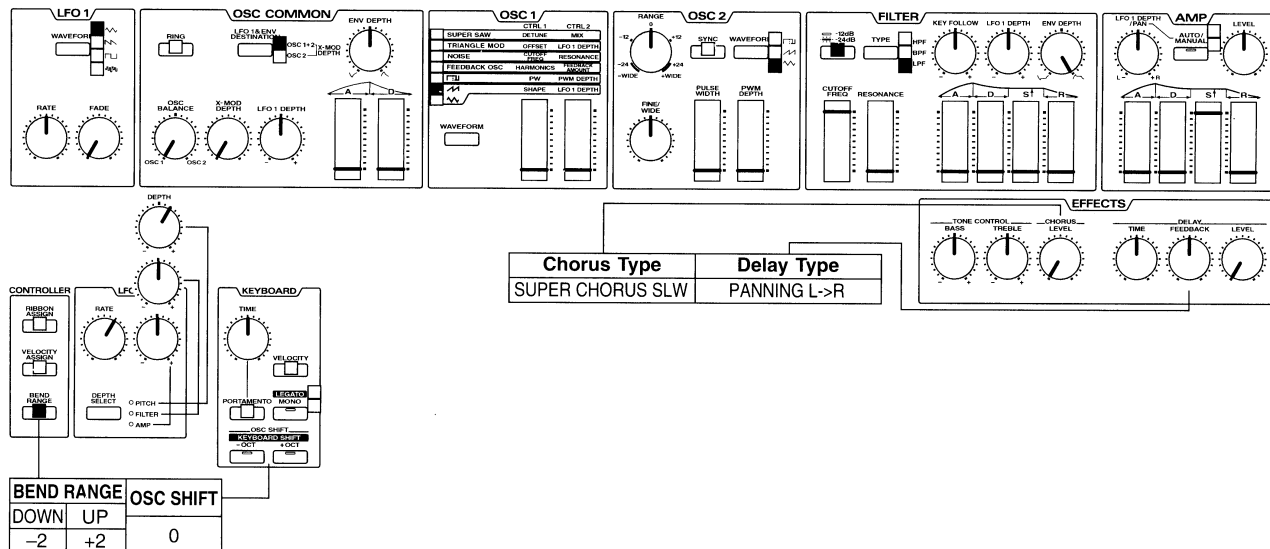 LFO 1
WAVEFORM
RATE FADE
OSC COMMON
RING
LFO 1&ENV
DESTINATION
OSC 1+2
OSC 2
X-MOD
DEPTH
ENV DEPTH
- +
OSC
BALANCE
X-MOD
DEPTH
LFO 1 DEPTH
OSC 1 OSC 2
- +
A D
OSC 1
CTRL 1 CTRL 2
SUPER SAW DETUNE MIX
TRIANGLE MOD OFFSET LFO 1 DEPTH
NOISE CUTOFF FREQ RESONANCE
FEEDBACK OSC HARMONICS FEEDBACK AMOUNT
PW PWM DEPTH
SHAPE LFO 1 DEPTH
WAVEFORM
OSC 2
RANGE
0
-12 +12
-24 +24
-WIDE +WIDE
SYNC WAVEFORM
FINE/
WIDE
- +
PULSE
WIDTH
PWM
DEPTH
FILTER
-12dB
-24dB
TYPE
HPF
BPF
LPF
KEY FOLLOW LFO 1 DEPTH ENV DEPTH
- + - + - +
CUTOFF
FREQ
RESONANCE
A D S R
AMP
LFO 1 DEPTH
/PAN
AUTO/
MANUAL
LEVEL
L - +R
A D S R
EFFECTS
TONE CONTROL
BASS TREBLE
CHORUS
LEVEL
DELAY
TIME FEEDBACK LEVEL
Chorus Type Delay Type
SUPER CHORUS SLW PANNING L->R
DEPTH
- +
- +
CONTROLLER
RIBBON
ASSIGN
VELOCITY
ASSIGN
BEND
RANGE
RATE
- +
DEPTH
SELECT
PITCH
FILTER
AMP
KEYBOARD
TIME
VELOCITY
PORTAMENTO
LEGATO
MONO
OSC SHIFT
KEYBOARD SHIFT
-OCT +OCT
BEND RANGE OSC SHIFT
DOWN UP
−2 +2 0